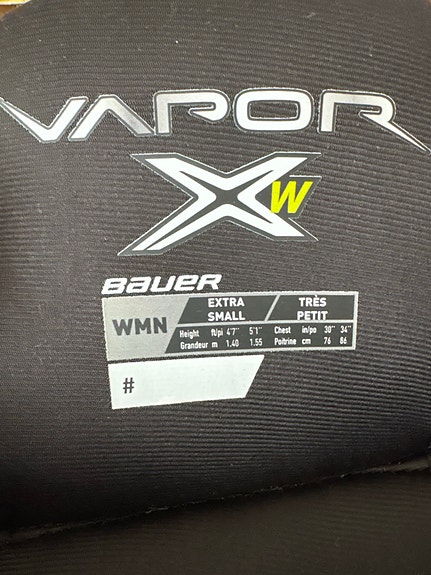 VAPOR
XW
BAUER
WMN
EXTRA SMALL
TRÈS PETIT
Height ft/pi 4'7" 5'1" Chest in/po 30" 34"
Grandeur m 1.40 1.55 Poitrine cm 76 86
#